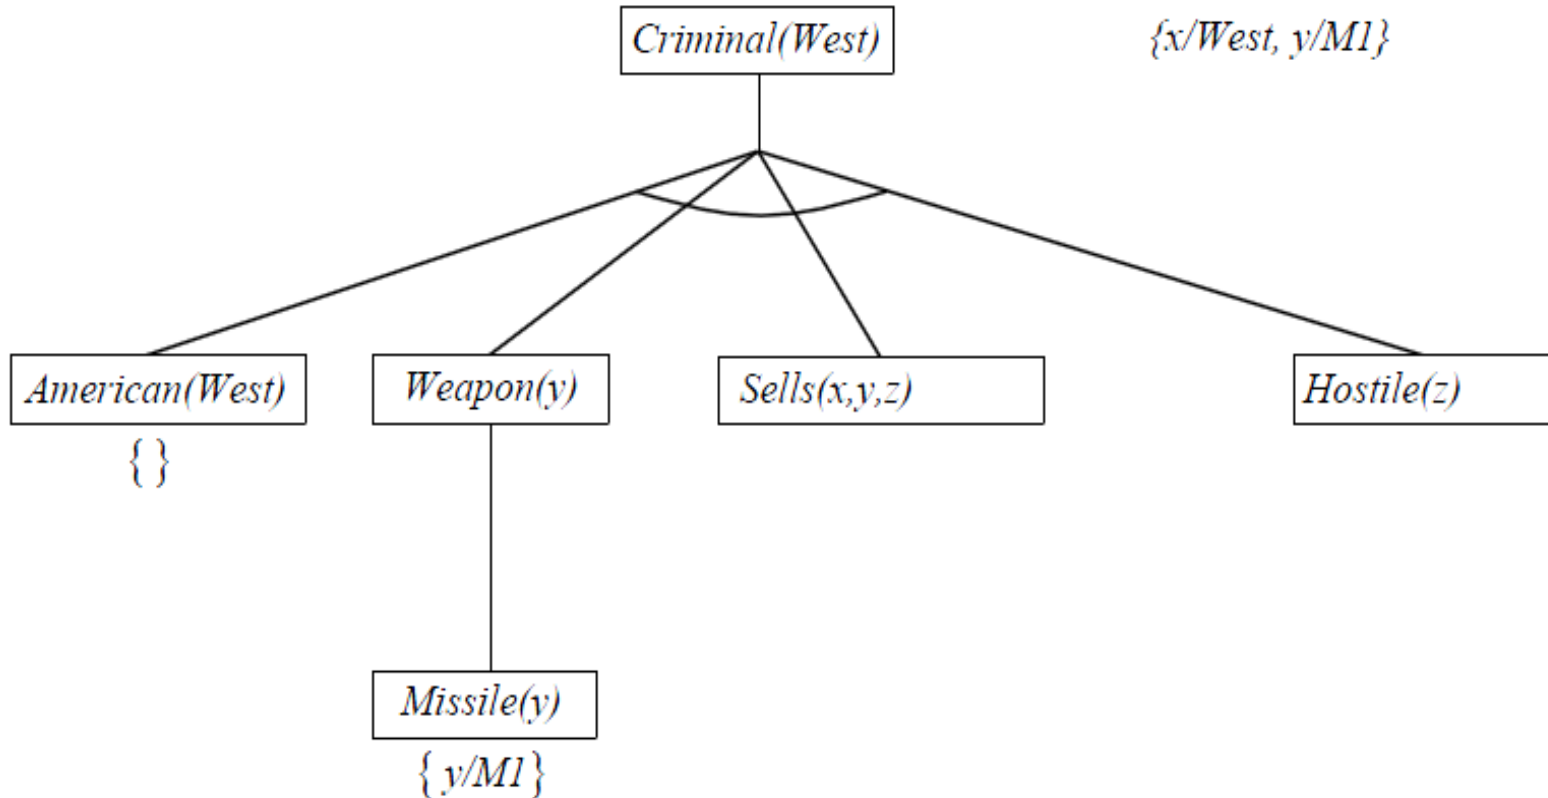 Criminal(West)
{x/West, y/M1}
American(West)
Weapon(y)
Sells(x,y,z)
Hostile(z)
{ }
Missile(y)
{ y/M1 }